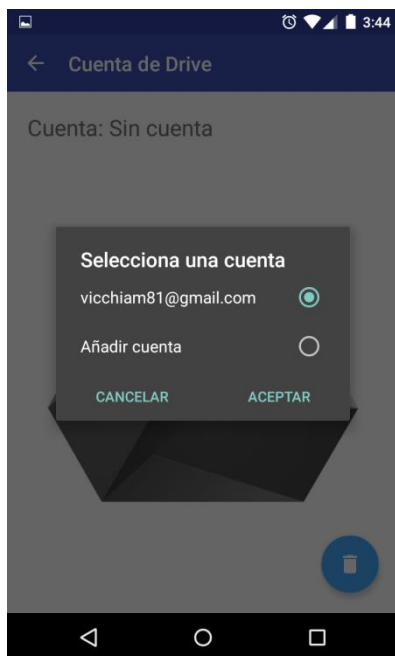 3:44
Cuenta de Drive
Cuenta: Sin cuenta
Selecciona una cuenta
vicchiam81@gmail.com
Añadir cuenta
CANCELAR ACEPTAR